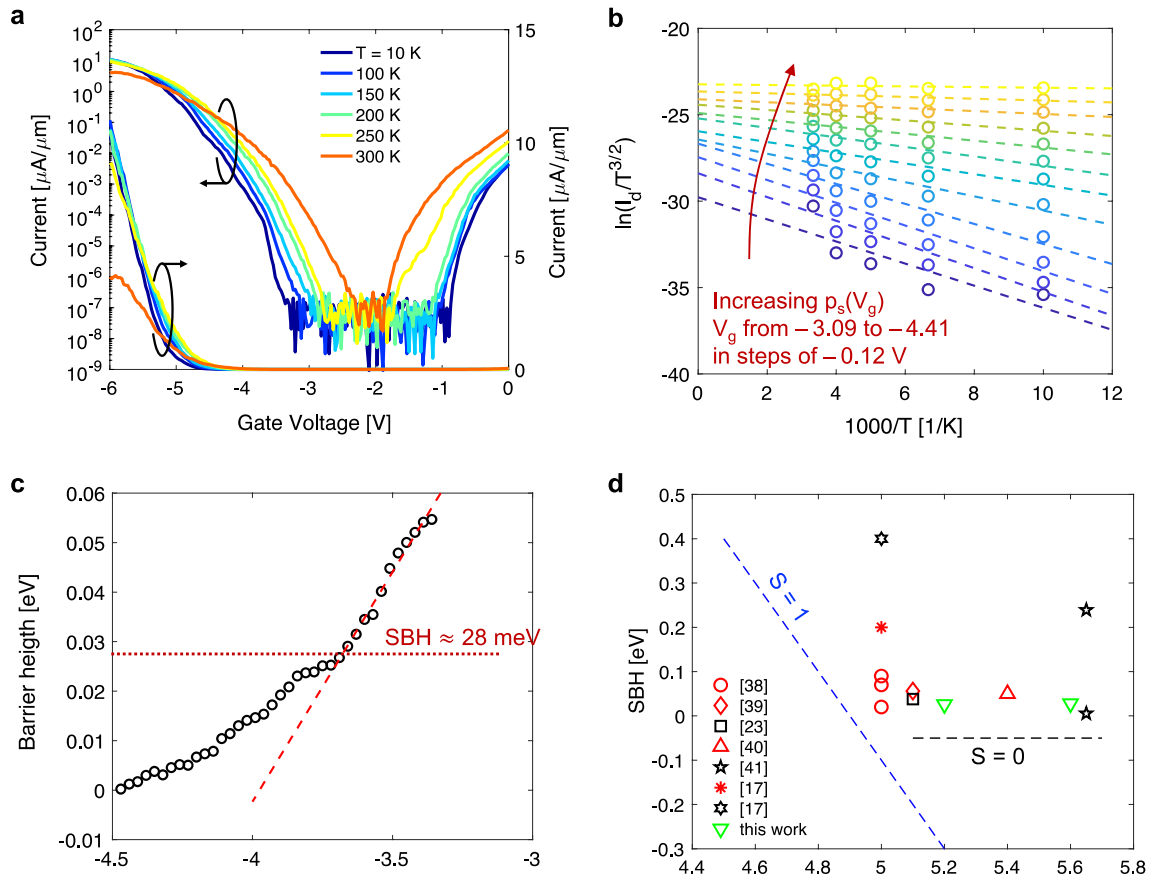 a
10²
10¹
10⁰
10⁻¹
10⁻²
10⁻³
10⁻⁴
10⁻⁵
10⁻⁶
10⁻⁷
10⁻⁸
10⁻⁹
Current [μA/μm]
T = 10 K
100 K
150 K
200 K
250 K
300 K
15
10
5
0
Current [μA/μm]
-6 -5 -4 -3 -2 -1 0
Gate Voltage [V]
b
-20
-25
-30
-35
-40
ln(I_d/T^3/2)
Increasing p_s(V_g)
V_g from −3.09 to −4.41
in steps of −0.12 V
0 2 4 6 8 10 12
1000/T [1/K]
c
0.06
0.05
0.04
0.03
0.02
0.01
0
-0.01
Barrier heigth [eV]
SBH ≈ 28 meV
-4.5 -4 -3.5 -3
d
0.5
0.4
0.3
0.2
0.1
0
-0.1
-0.2
-0.3
SBH [eV]
S = 1
S = 0
[38]
[39]
[23]
[40]
[41]
[17]
[17]
this work
4.4 4.6 4.8 5 5.2 5.4 5.6 5.8